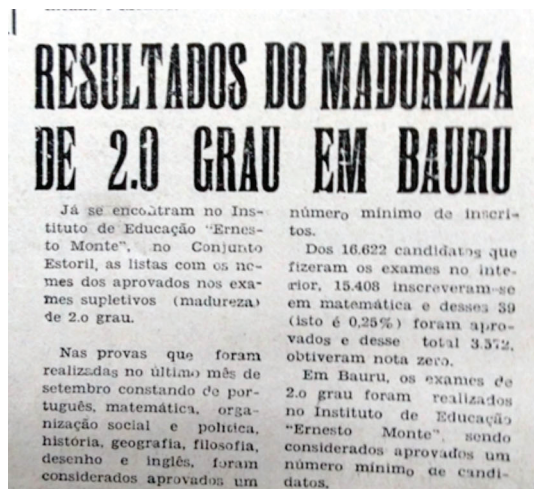 RESULTADOS DO MADUREZA
DE 2.0 GRAU EM BAURU
Já se encontram no Ins-
tituto de Educação "Ernes-
to Monte", no Conjunto
Estoril, as listas com os no-
mes dos aprovados nos exa-
mes supletivos (madureza)
de 2.o grau.
Nas provas que foram
realizadas no último mês de
setembro constando de por-
tuguês, matemática, orga-
nização social e política,
história, geografia, filosofia,
desenho e inglês, foram
considerados aprovados um
número mínimo de inscri-
tos.
Dos 16.622 candidatos que
fizeram os exames no inte-
rior, 15.408 inscreveram-se
em matemática e desses 39
(isto é 0,25%) foram apro-
vados e desse total 3.572,
obtiveram nota zero.
Em Bauru, os exames de
2.o grau foram realizados
no Instituto de Educação
"Ernesto Monte", sendo
considerados aprovados um
número mínimo de candi-
datos.